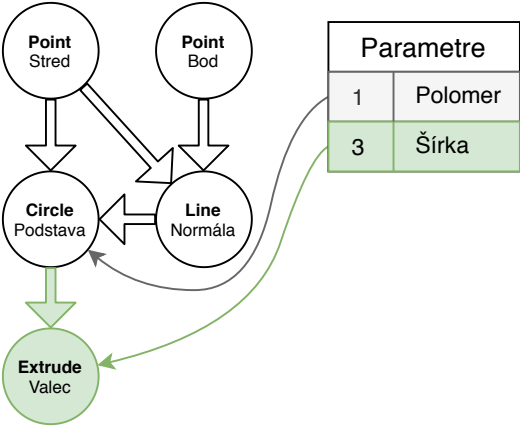 Point
Stred
Point
Bod
Parametre
1 Polomer
3 Šírka
Circle
Podstava
Line
Normála
Extrude
Valec